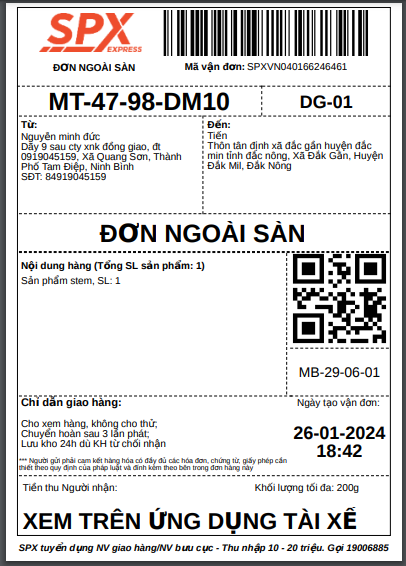 SPX
EXPRESS
ĐƠN NGOÀI SÀN
Mã vận đơn: SPXVN040166246461
MT-47-98-DM10
DG-01
Từ:
Nguyên minh đức
Dãy 9 sau cty xnk đồng giao, đt
0919045159, Xã Quang Sơn, Thành
Phố Tam Điệp, Ninh Bình
SĐT: 84919045159
Đến:
Tiến
Thôn tân định xã đắc gần huyện đắc
min tỉnh đắc nông, Xã Đắk Gằn, Huyện
Đắk Mil, Đắk Nông
ĐƠN NGOÀI SÀN
Nội dung hàng (Tổng SL sản phẩm: 1)
Sản phẩm stem, SL: 1
MB-29-06-01
Chỉ dẫn giao hàng:
Cho xem hàng, không cho thử;
Chuyển hoàn sau 3 lần phát;
Lưu kho 24h dù KH từ chối nhận
*** Người gửi phải cam kết hàng hóa có đầy đủ các hóa đơn, chứng từ, giấy phép cần
thiết theo quy định của pháp luật và đính kèm theo bên trong đơn hàng này
Ngày tạo vận đơn:
26-01-2024
18:42
Tiền thu Người nhận:
Khối lượng tối đa: 200g
XEM TRÊN ỨNG DỤNG TÀI XẾ
SPX tuyển dụng NV giao hàng/NV bưu cục - Thu nhập 10 - 20 triệu. Gọi 19006885